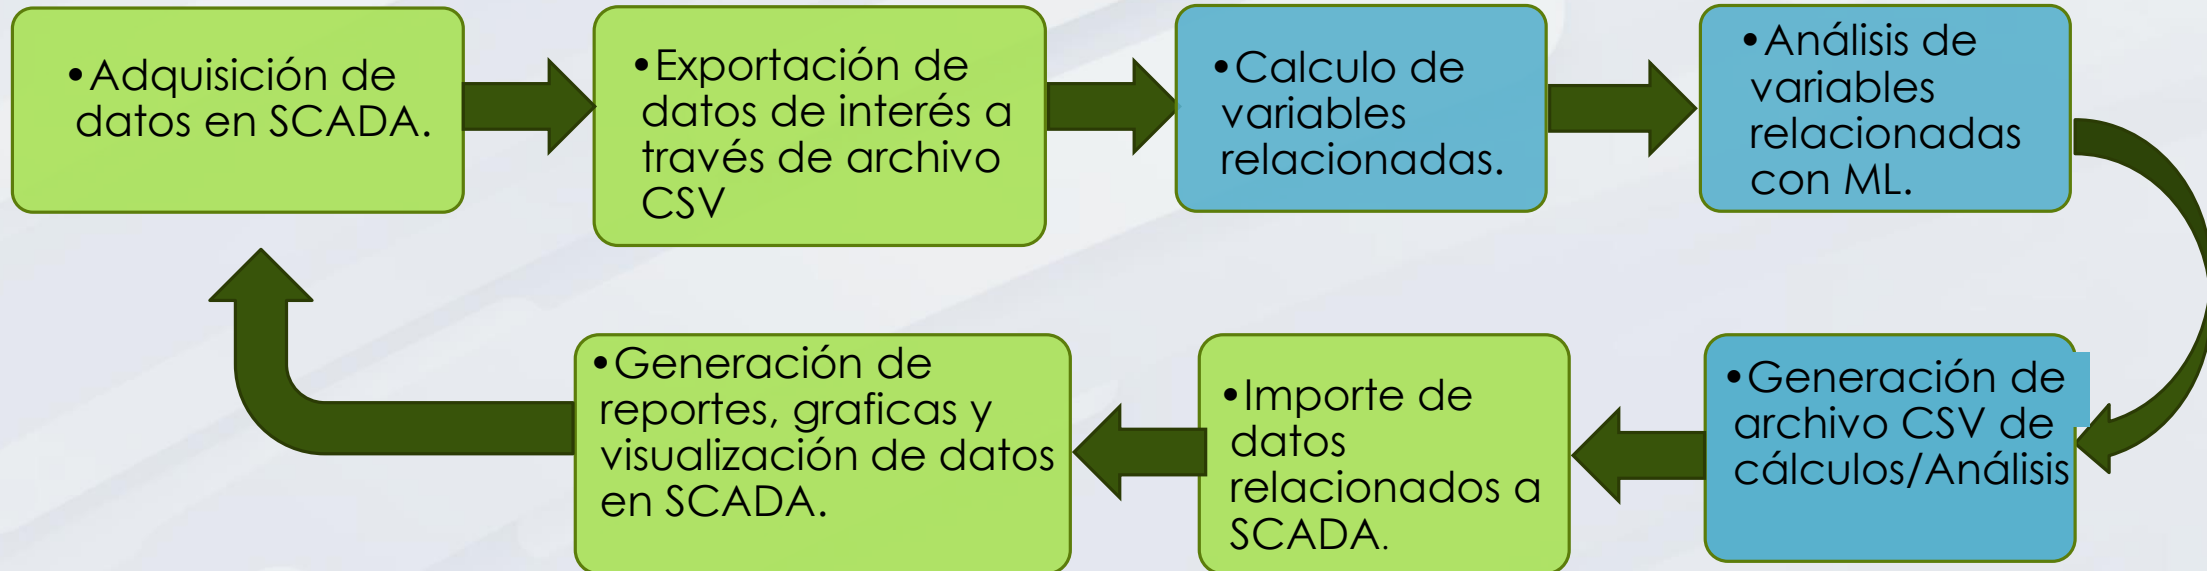 •Adquisición de
datos en SCADA.
•Exportación de
datos de interés a
través de archivo
CSV
•Calculo de
variables
relacionadas.
•Análisis de
variables
relacionadas
con ML.
•Generación de
archivo CSV de
cálculos/Análisis
•Importe de
datos
relacionados a
SCADA.
•Generación de
reportes, graficas y
visualización de datos
en SCADA.